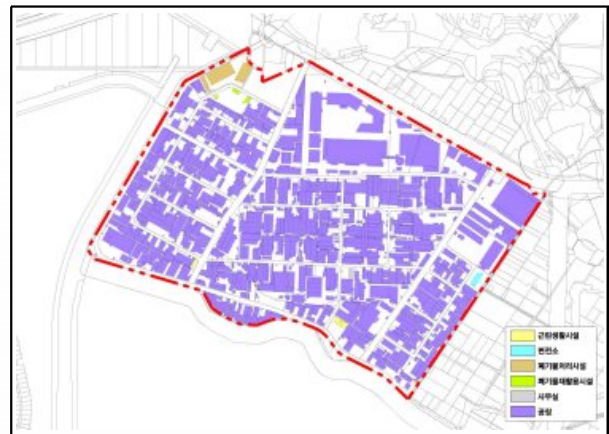 근린생활시설
변전소
폐기물처리시설
폐기물재활용시설
사무실
공장